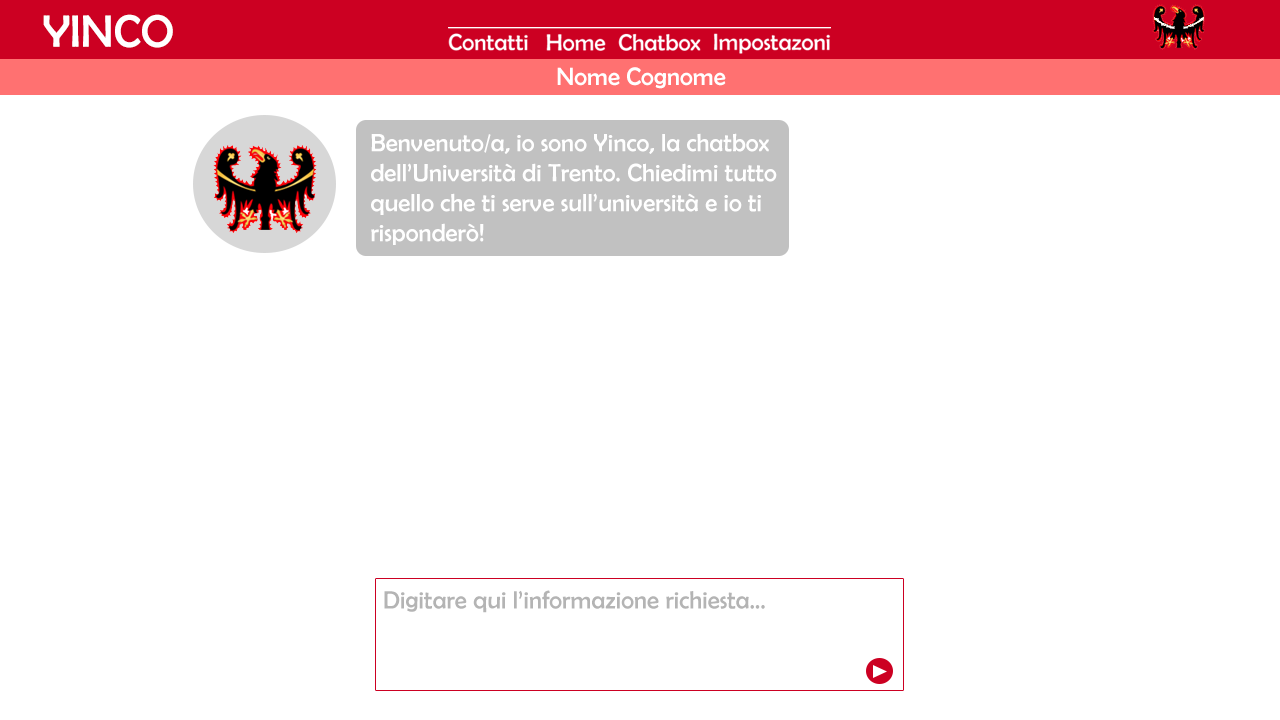 YINCO
Contatti Home Chatbox Impostazoni
Nome Cognome
Benvenuto/a, io sono Yinco, la chatbox
dell’Università di Trento. Chiedimi tutto
quello che ti serve sull’università e io ti
risponderò!
Digitare qui l’informazione richiesta...